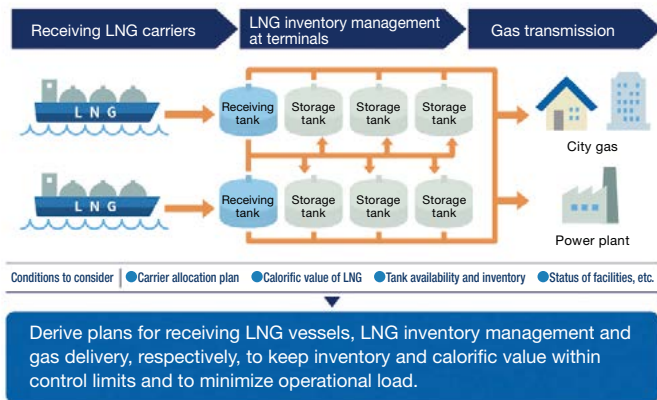 Receiving LNG carriers
LNG inventory management
at terminals
Gas transmission
LNG
Receiving
tank
Storage
tank
Storage
tank
Storage
tank
City gas
LNG
Receiving
tank
Storage
tank
Storage
tank
Storage
tank
Power plant
Conditions to consider ●Carrier allocation plan ●Calorific value of LNG ●Tank availability and inventory ●Status of facilities, etc.
Derive plans for receiving LNG vessels, LNG inventory management and
gas delivery, respectively, to keep inventory and calorific value within
control limits and to minimize operational load.